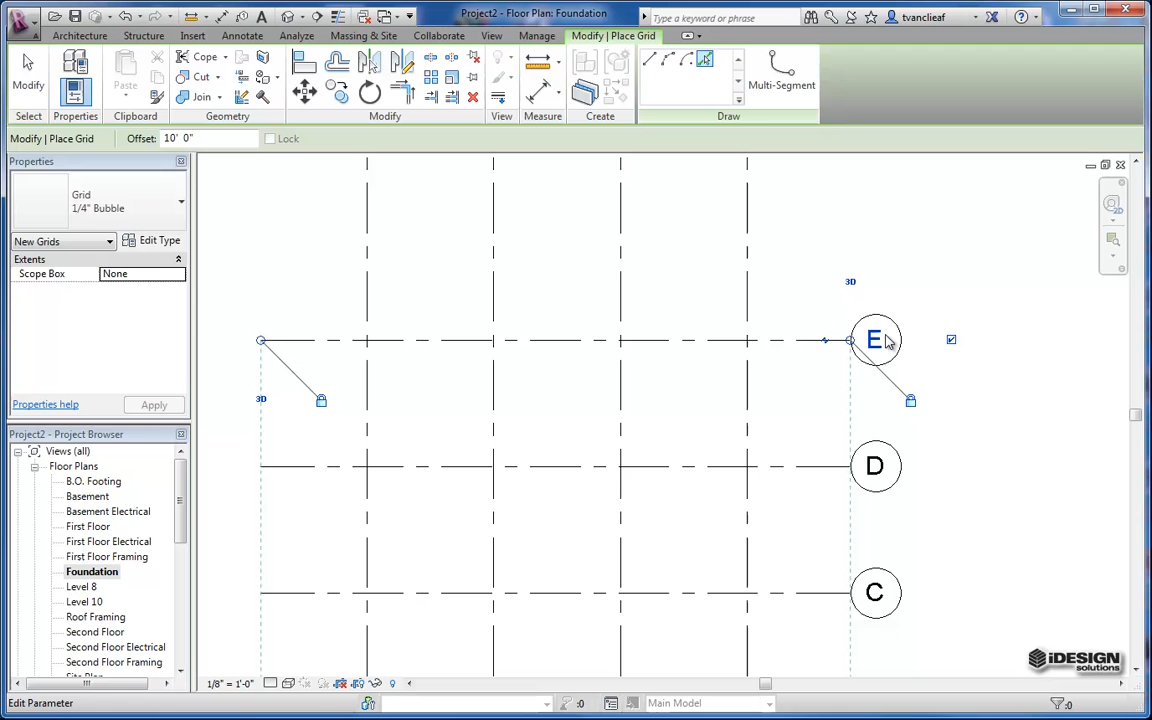 Project2 - Floor Plan: Foundation
Type a keyword or phrase
tvanclieaf
Architecture Structure Insert Annotate Analyze Massing & Site Collaborate View Manage Modify | Place Grid
Modify
Paste
Cope
Cut
Join
Multi-Segment
Select Properties Clipboard Geometry Modify View Measure Create Draw
Modify | Place Grid Offset: 10' 0" Lock
Properties
Grid
1/4" Bubble
New Grids Edit Type
Extents
Scope Box None
Properties help Apply
Project2 - Project Browser
Views (all)
Floor Plans
B.O. Footing
Basement
Basement Electrical
First Floor
First Floor Electrical
First Floor Framing
Foundation
Level 8
Level 10
Roof Framing
Second Floor
Second Floor Electrical
Second Floor Framing
3D
E
3D
D
C
iDESIGN
solutions
1/8" = 1'-0"
Edit Parameter
:0
Main Model
:0